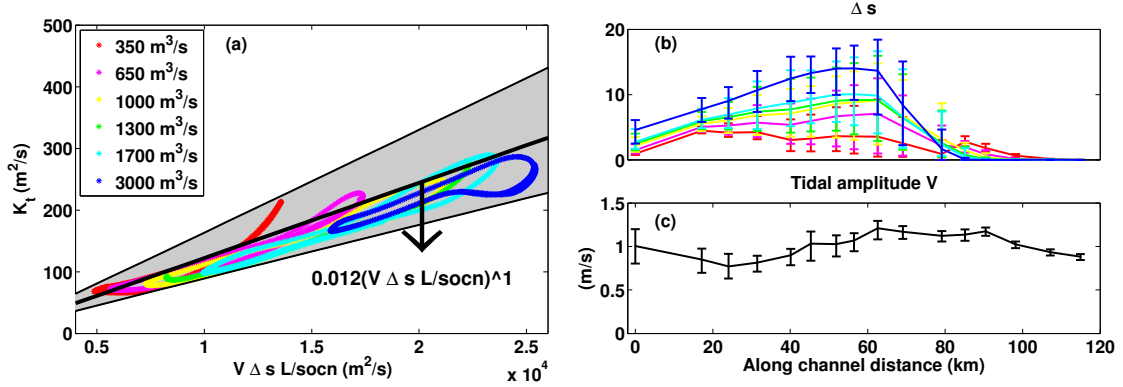 500
400
300
200
100
0
K_t (m^2/s)
(a)
350 m^3/s
650 m^3/s
1000 m^3/s
1300 m^3/s
1700 m^3/s
3000 m^3/s
0.012(V Δ s L/socn)^1
0.5 1 1.5 2 2.5
x 10^4
V Δ s L/socn (m^2/s)
Δ s
(b)
20
10
0
Tidal amplitude V
(c)
1.5
1
0.5
0
(m/s)
0 20 40 60 80 100 120
Along channel distance (km)